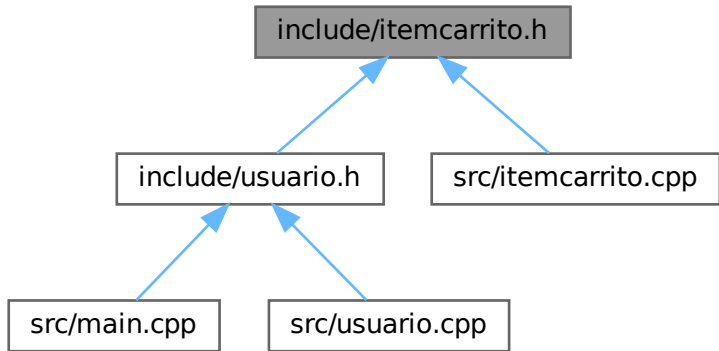 include/itemcarrito.h
include/usuario.h
src/itemcarrito.cpp
src/main.cpp
src/usuario.cpp